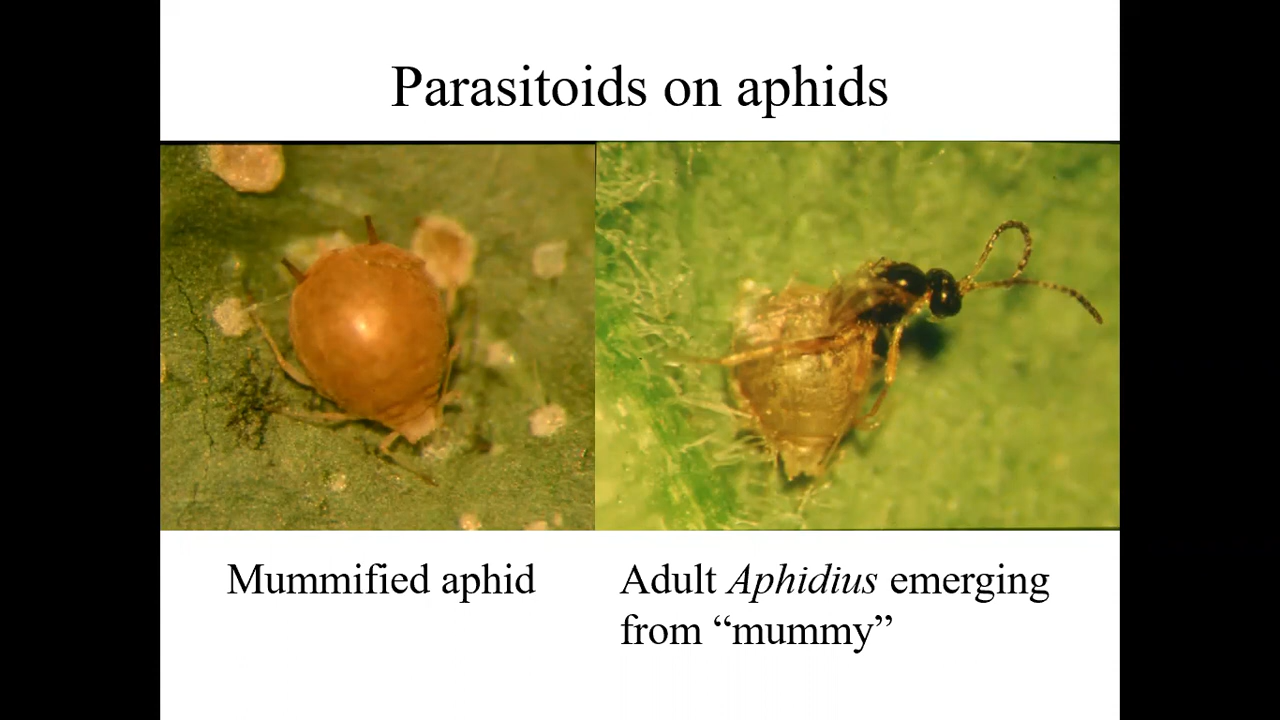 Parasitoids on aphids
Mummified aphid
Adult Aphidius emerging
from “mummy”